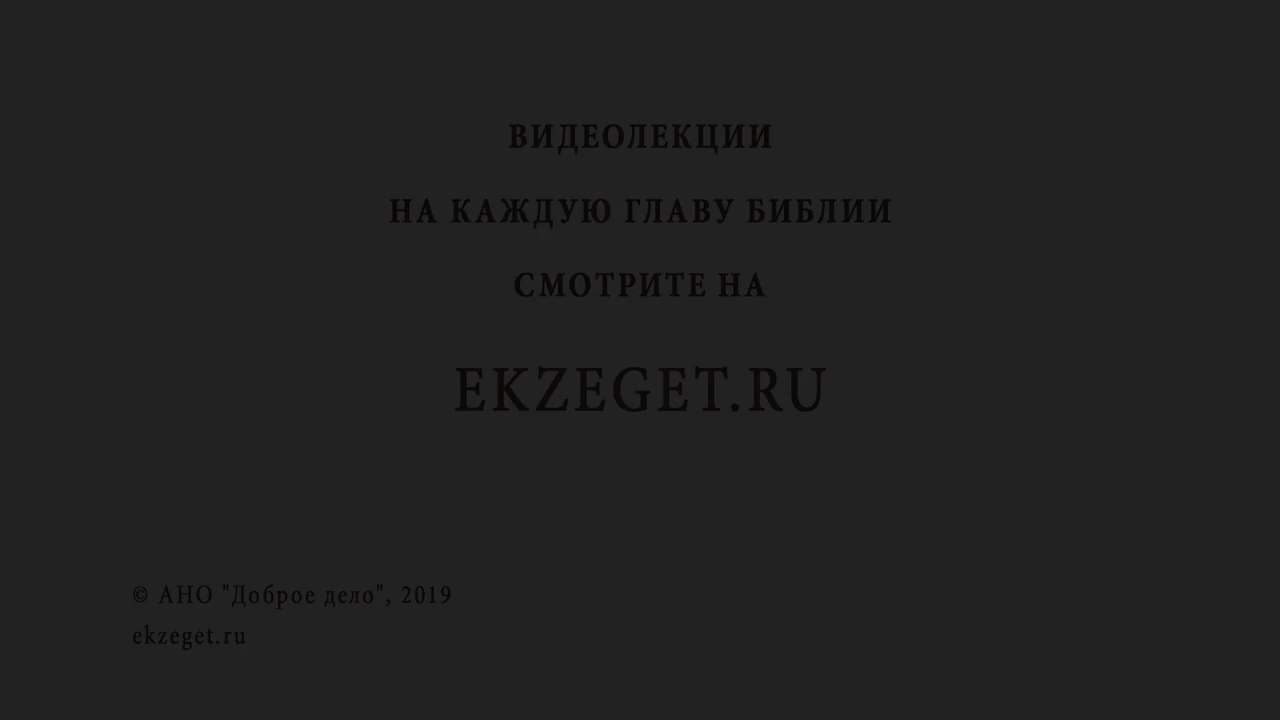 ВИДЕОЛЕКЦИИ
НА КАЖДУЮ ГЛАВУ БИБЛИИ
СМОТРИТЕ НА
EKZEGET.RU
© АНО "Доброе дело", 2019
ekzeget.ru